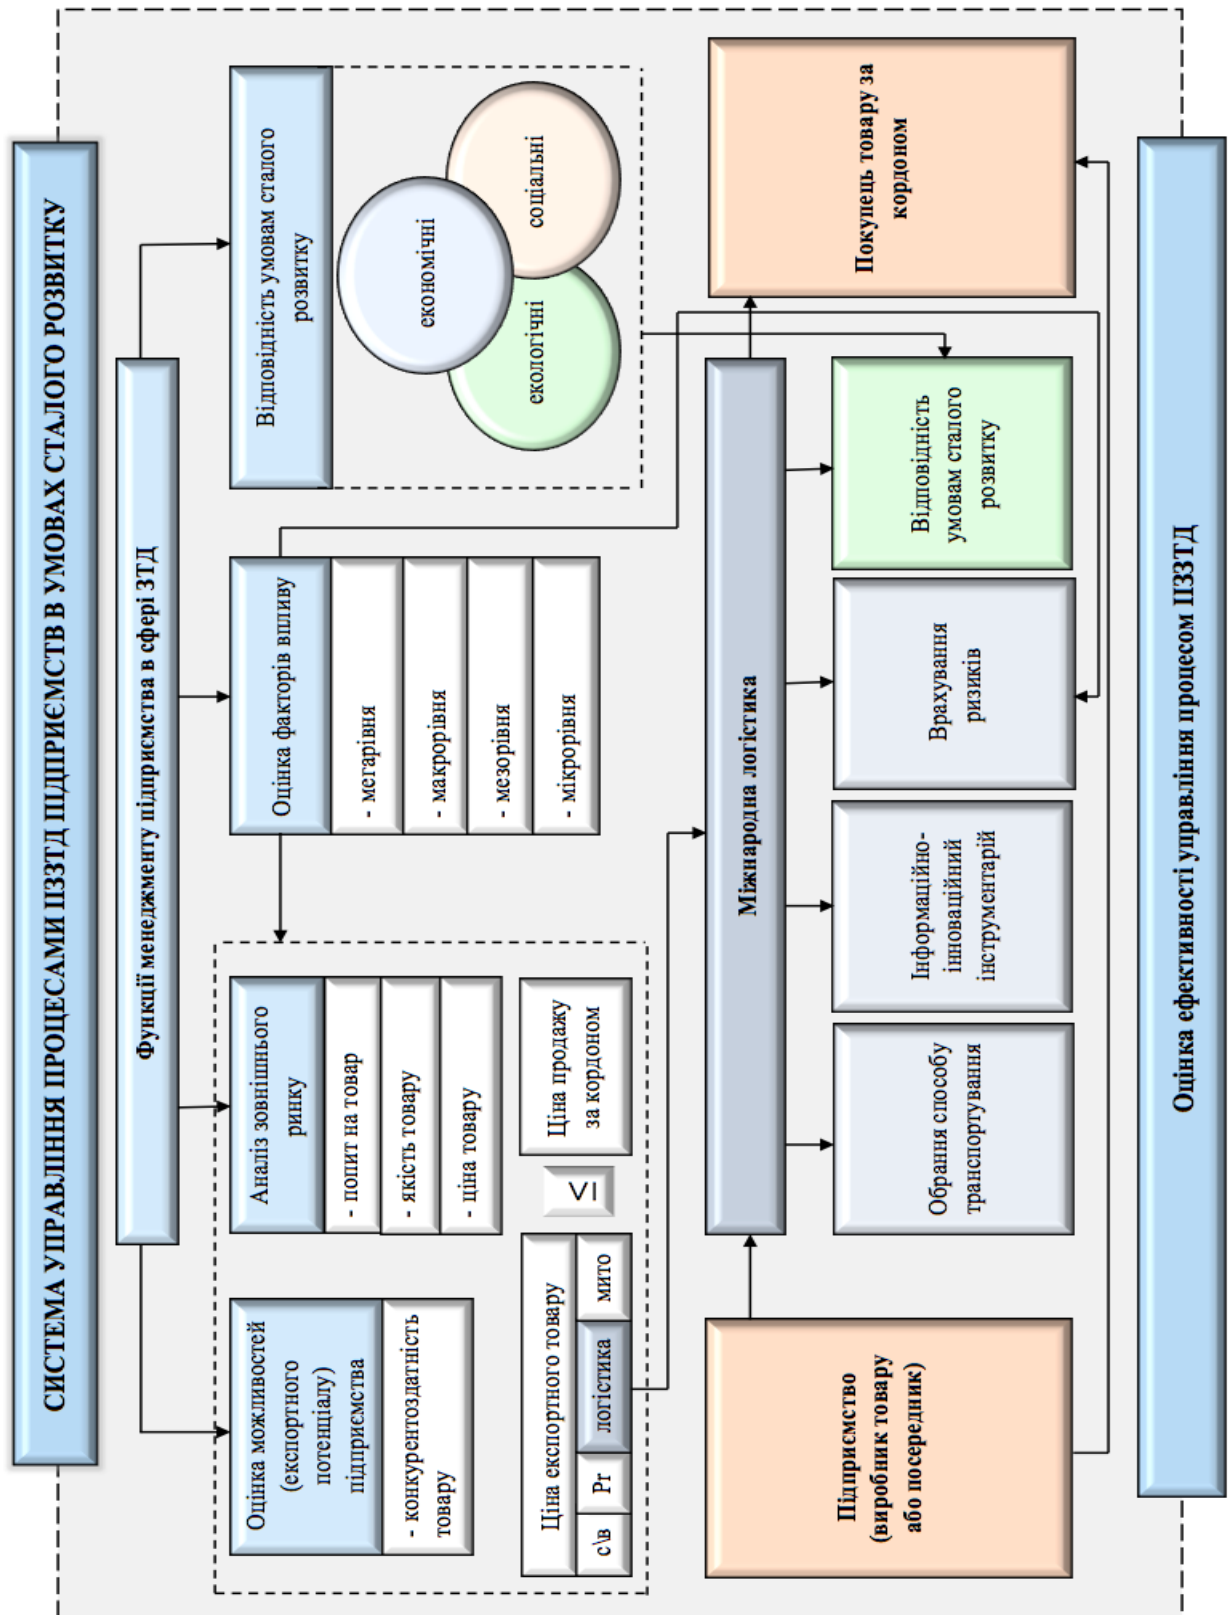 СИСТЕМА УПРАВЛІННЯ ПРОЦЕСАМИ ПЗЗТД ПІДПРИЄМСТВ В УМОВАХ СТАЛОГО РОЗВИТКУ
Функції менеджменту підприємства в сфері ЗТД
Оцінка можливостей
(експортного
потенціалу)
підприємства
- конкурентоздатність
товару
Аналіз зовнішнього
ринку
- попит на товар
- якість товару
- ціна товару
Оцінка факторів впливу
- мегарівня
- макрорівня
- мезорівня
- мікрорівня
Відповідність умовам сталого
розвитку
економічні
екологічні
соціальні
Ціна експортного товару
с\в
Pr
логістика
мито
≤
Ціна продажу
за кордоном
Підприємство
(виробник товару
або посередник)
Міжнародна логістика
Обрання способу
транспортування
Інформаційно-
інноваційний
інструментарій
Врахування
ризиків
Відповідність
умовам сталого
розвитку
Покупець товару за
кордоном
Оцінка ефективності управління процесом ПЗЗТД